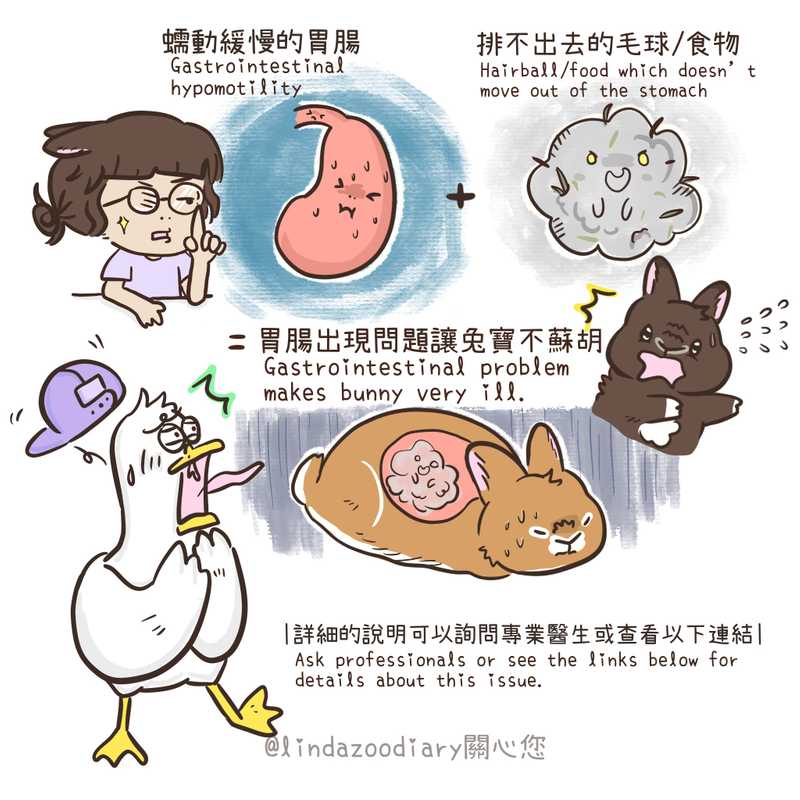 蠕動緩慢的胃腸
Gastrointestinal
hypomotility
排不出去的毛球/食物
Hairball/food which doesn't
move out of the stomach
+
= 胃腸出現問題讓兔寶不蘇胡
Gastrointestinal problem
makes bunny very ill.
|詳細的說明可以詢問專業醫生或查看以下連結|
Ask professionals or see the links below for
details about this issue.
@lindazoodiary關心您